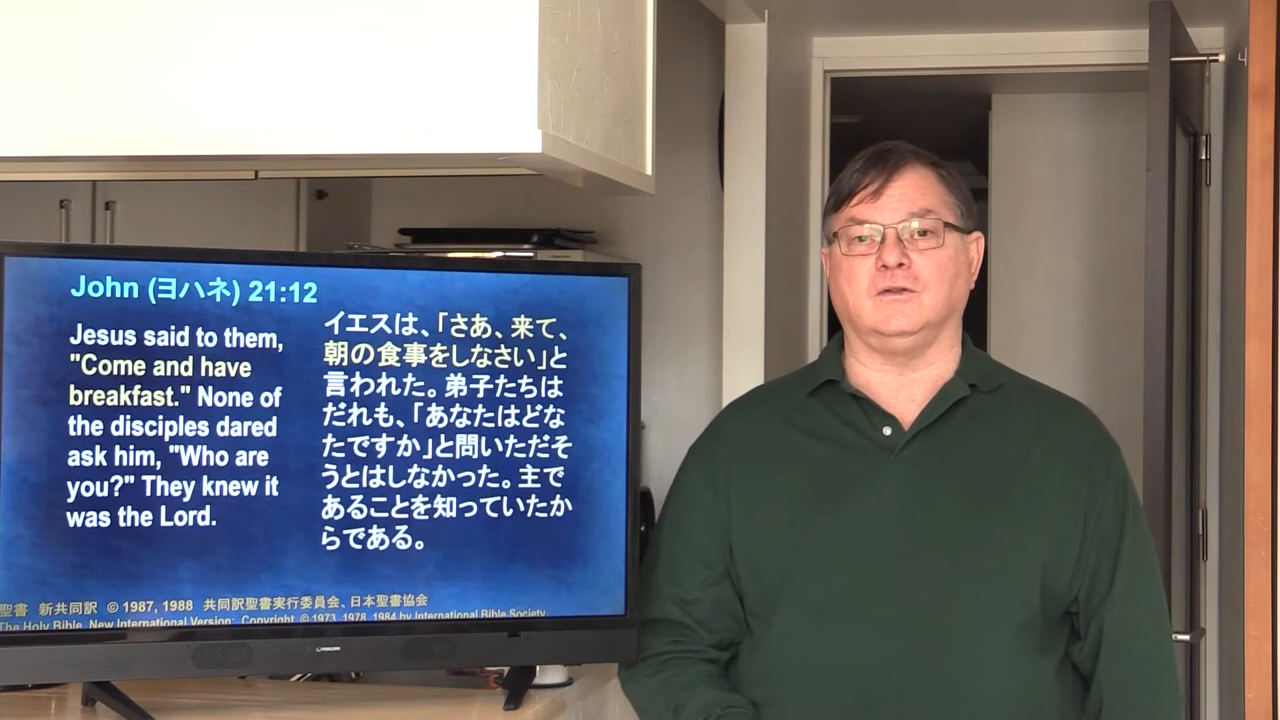 John (ヨハネ) 21:12
Jesus said to them,
"Come and have
breakfast." None of
the disciples dared
ask him, "Who are
you?" They knew it
was the Lord.
イエスは、「さあ、来て、
朝の食事をしなさい」と
言われた。弟子たちは
だれも、「あなたはどな
たですか」と問いただそ
うとはしなかった。主で
あることを知っていたか
らである。
聖書 新共同訳 © 1987, 1988 共同訳聖書実行委員会、日本聖書協会
The Holy Bible, New International Version; Copyright © 1973, 1978, 1984 by International Bible Society